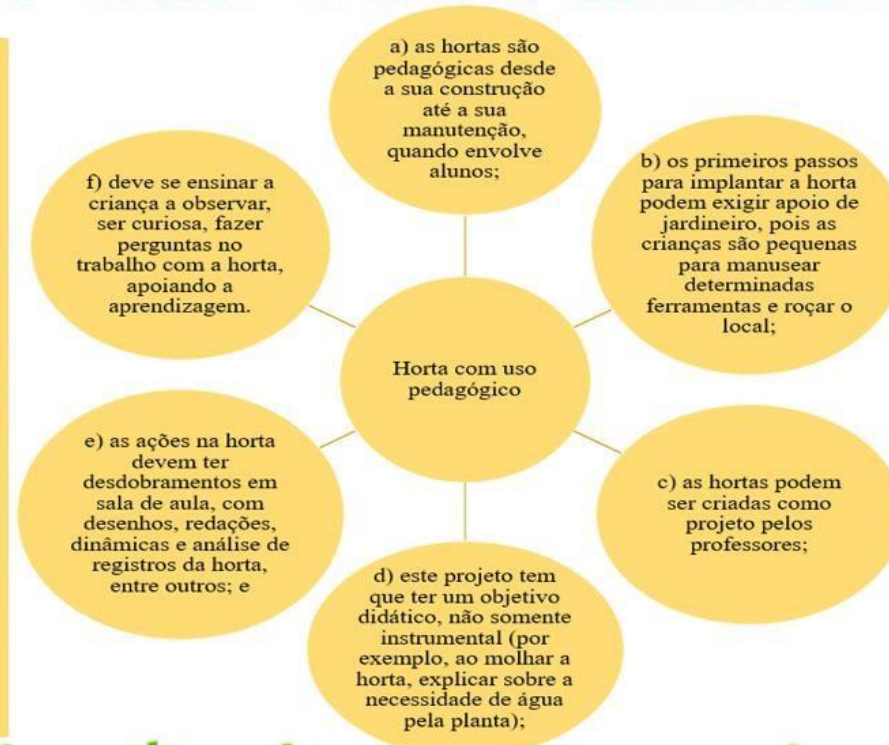 a) as hortas são
pedagógicas desde
a sua construção
até a sua
manutenção,
quando envolve
alunos;
b) os primeiros passos
para implantar a horta
podem exigir apoio de
jardineiro, pois as
crianças são pequenas
para manusear
determinadas
ferramentas e roçar o
local;
c) as hortas podem
ser criadas como
projeto pelos
professores;
d) este projeto tem
que ter um objetivo
didático, não somente
instrumental (por
exemplo, ao molhar a
horta, explicar sobre a
necessidade de água
pela planta);
e) as ações na horta
devem ter
desdobramentos em
sala de aula, com
desenhos, redações,
dinâmicas e análise de
registros da horta,
entre outros; e
f) deve se ensinar a
criança a observar,
ser curiosa, fazer
perguntas no
trabalho com a horta,
apoiando a
aprendizagem.
Horta com uso
pedagógico